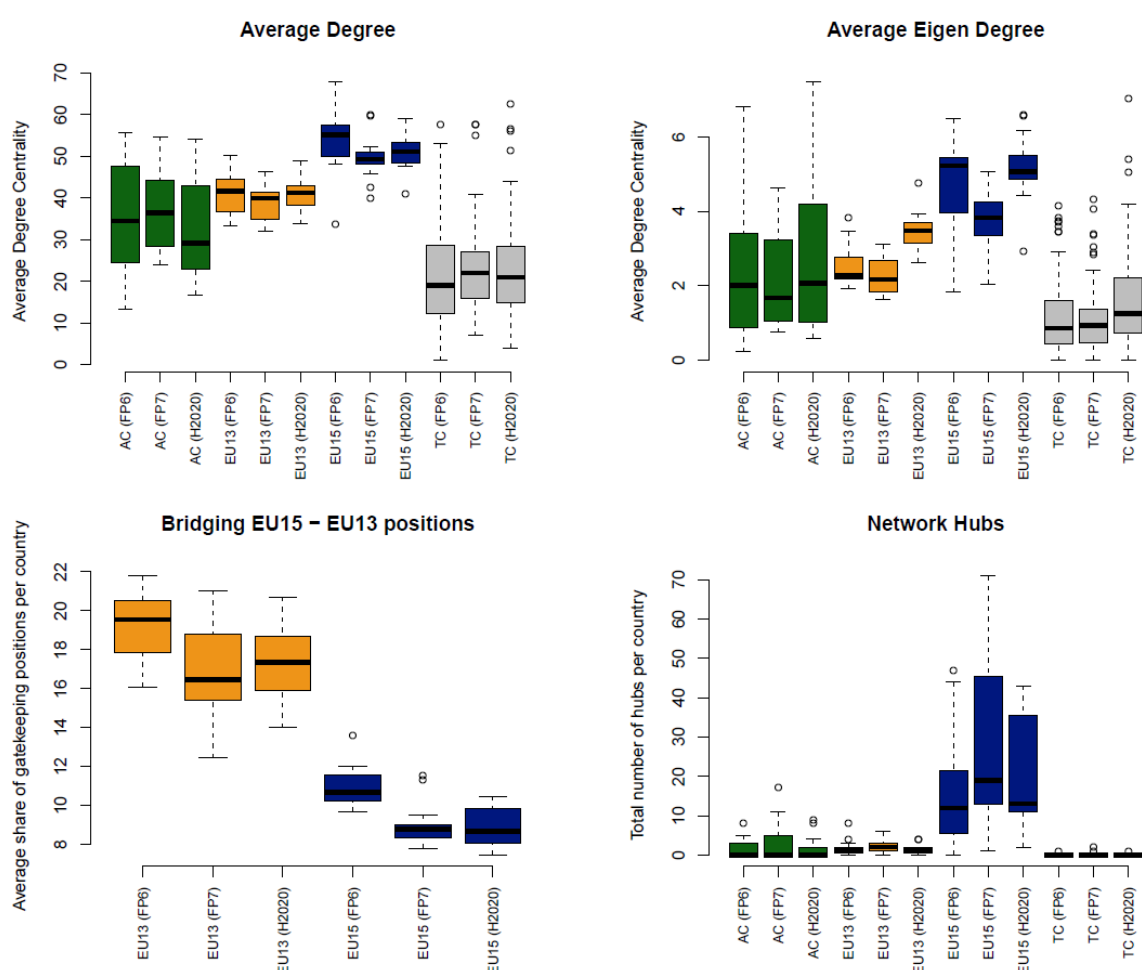 Average Degree
Average Degree Centrality
70
60
50
40
30
20
10
0
AC (FP6)
AC (FP7)
AC (H2020)
EU13 (FP6)
EU13 (FP7)
EU13 (H2020)
EU15 (FP6)
EU15 (FP7)
EU15 (H2020)
TC (FP6)
TC (FP7)
TC (H2020)
Average Eigen Degree
Average Degree Centrality
6
4
2
0
AC (FP6)
AC (FP7)
AC (H2020)
EU13 (FP6)
EU13 (FP7)
EU13 (H2020)
EU15 (FP6)
EU15 (FP7)
EU15 (H2020)
TC (FP6)
TC (FP7)
TC (H2020)
Bridging EU15 − EU13 positions
Average share of gatekeeping positions per country
22
20
18
16
14
12
10
8
EU13 (FP6)
EU13 (FP7)
EU13 (H2020)
EU15 (FP6)
EU15 (FP7)
EU15 (H2020)
Network Hubs
Total number of hubs per country
70
60
50
40
30
20
10
0
AC (FP6)
AC (FP7)
AC (H2020)
EU13 (FP6)
EU13 (FP7)
EU13 (H2020)
EU15 (FP6)
EU15 (FP7)
EU15 (H2020)
TC (FP6)
TC (FP7)
TC (H2020)